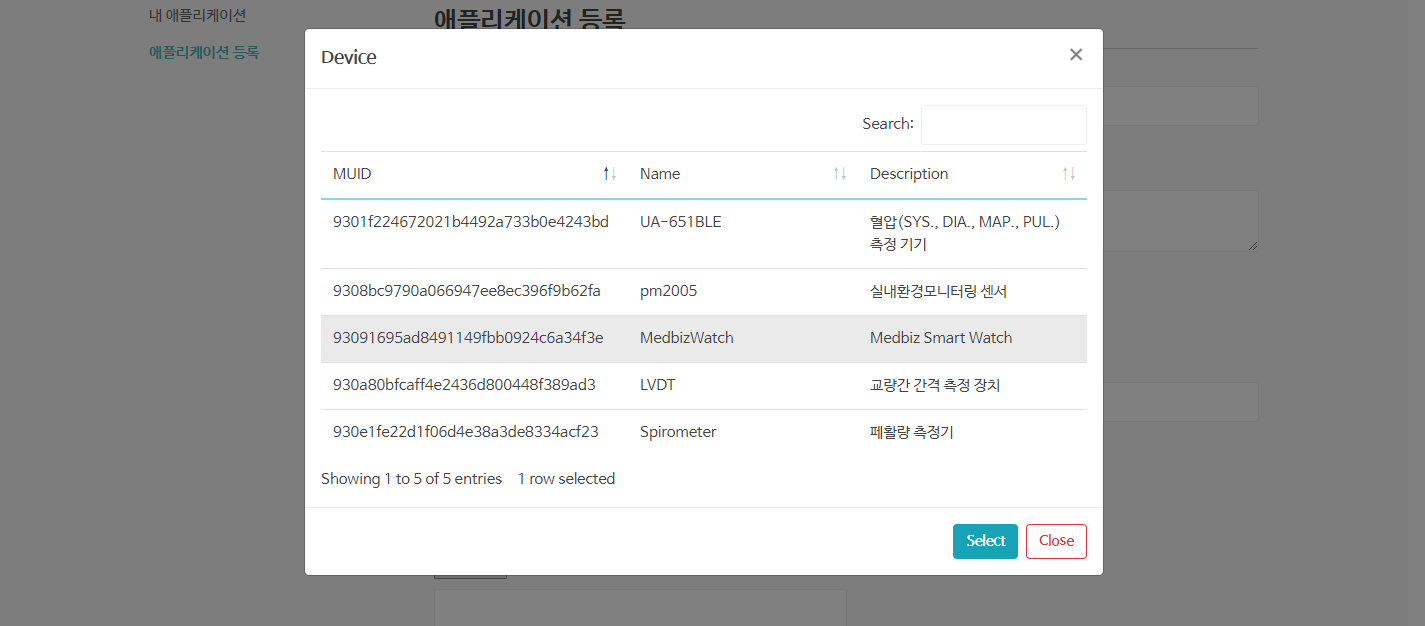 내 애플리케이션
애플리케이션 등록
애플리케이션 등록
Device
×
Search:
MUID Name Description
9301f224672021b4492a733b0e4243bd UA-651BLE 혈압(SYS., DIA., MAP., PUL.)
측정 기기
9308bc9790a066947ee8ec396f9b62fa pm2005 실내환경모니터링 센서
93091695ad8491149fbb0924c6a34f3e MedbizWatch Medbiz Smart Watch
930a80bfcaff4e2436d800448f389ad3 LVDT 교량간 간격 측정 장치
930e1fe22d1f06d4e38a3de8334acf23 Spirometer 페활량 측정기
Showing 1 to 5 of 5 entries 1 row selected
Select Close